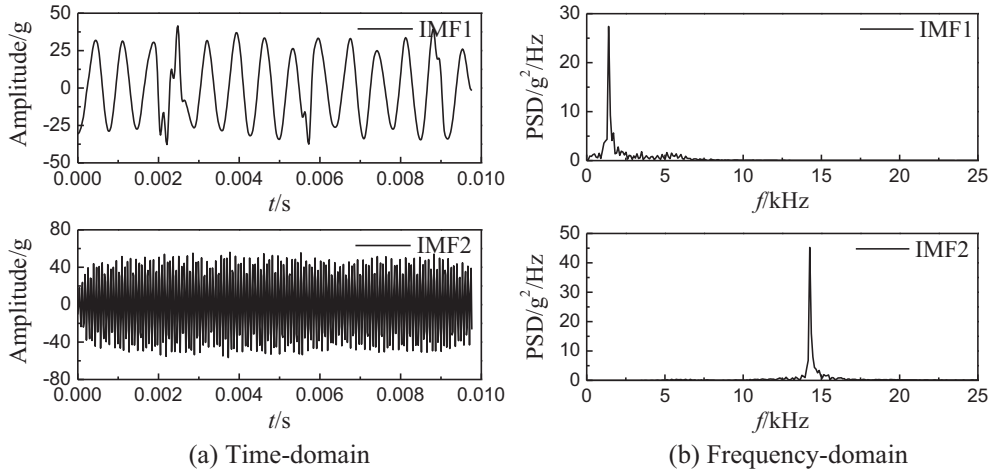 IMF1
Amplitude/g
50
25
0
-25
-50
0.000 0.002 0.004 0.006 0.008 0.010
t/s
IMF1
PSD/g²/Hz
30
20
10
0
0 5 10 15 20 25
f/kHz
IMF2
Amplitude/g
80
40
0
-40
-80
0.000 0.002 0.004 0.006 0.008 0.010
t/s
IMF2
PSD/g²/Hz
50
40
30
20
10
0
0 5 10 15 20 25
f/kHz
(a) Time-domain
(b) Frequency-domain